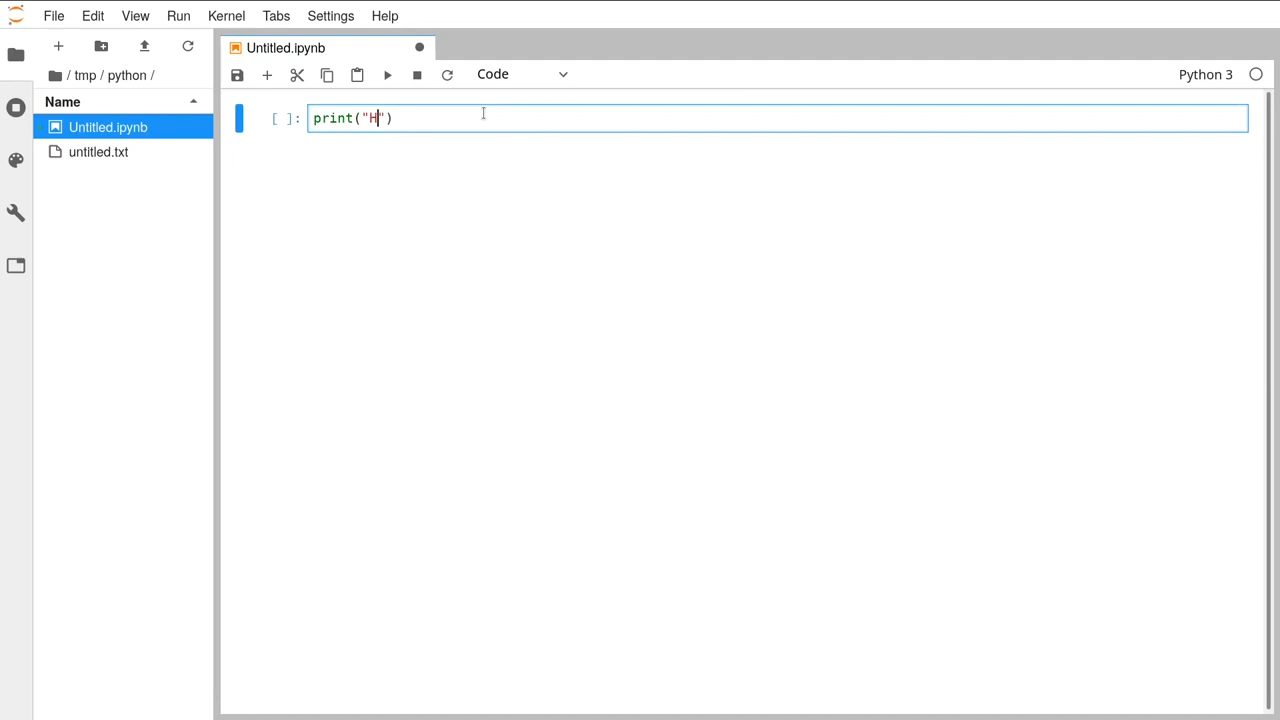 File Edit View Run Kernel Tabs Settings Help
Untitled.ipynb
Code
Python 3
/ tmp / python /
Name
Untitled.ipynb
untitled.txt
[ ]: print("H")